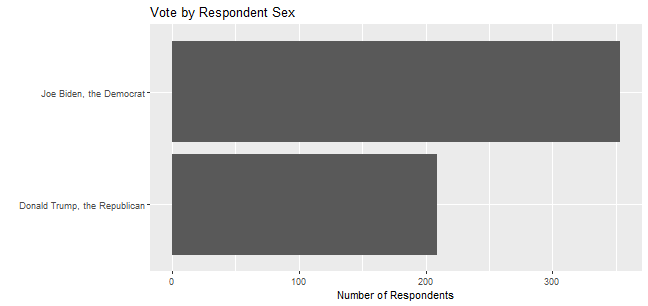 Vote by Respondent Sex
Joe Biden, the Democrat
Donald Trump, the Republican
0 100 200 300
Number of Respondents